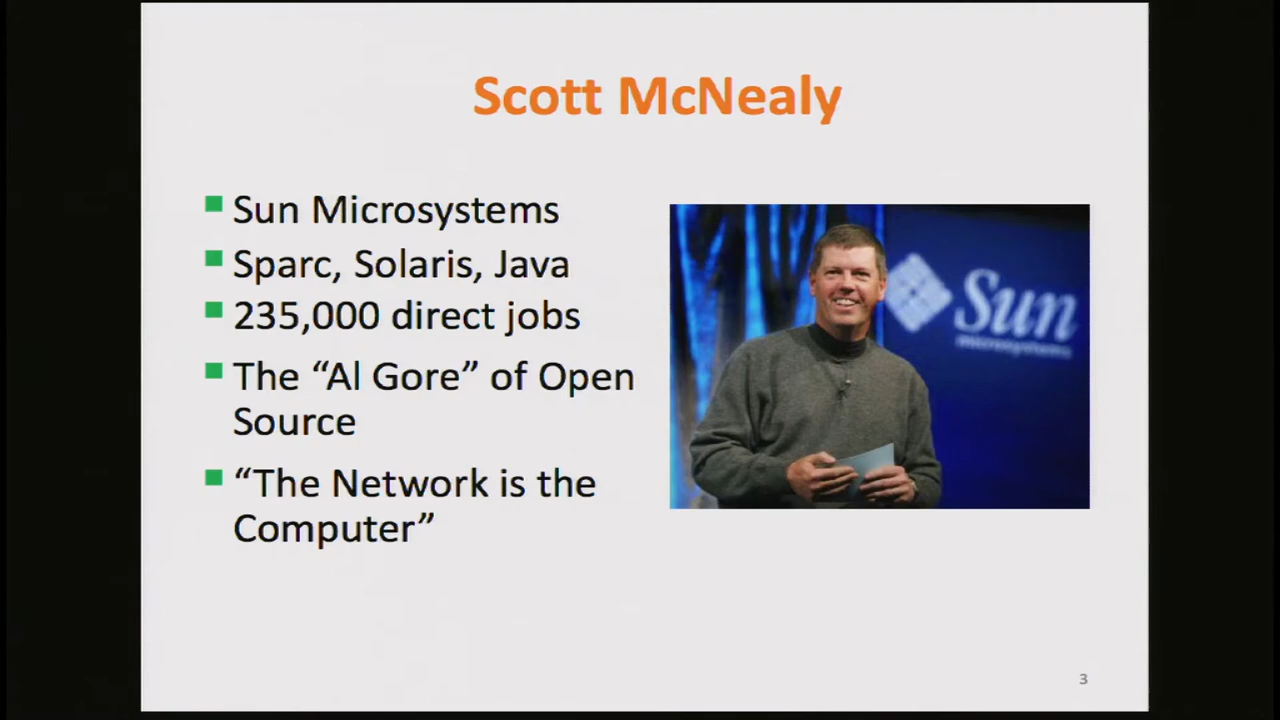 Scott McNealy
Sun Microsystems
Sparc, Solaris, Java
235,000 direct jobs
The “Al Gore” of Open
Source
“The Network is the
Computer”
Sun
microsystems
3